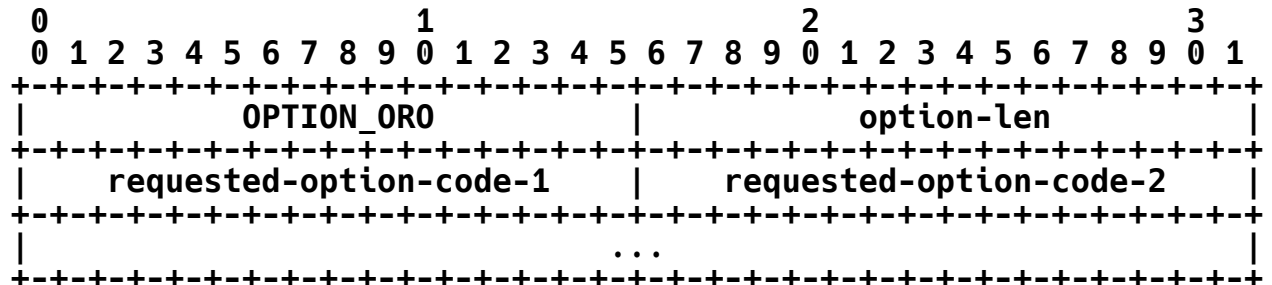 0                   1                   2                   3
 0 1 2 3 4 5 6 7 8 9 0 1 2 3 4 5 6 7 8 9 0 1 2 3 4 5 6 7 8 9 0 1
+-+-+-+-+-+-+-+-+-+-+-+-+-+-+-+-+-+-+-+-+-+-+-+-+-+-+-+-+-+-+-+-+
|           OPTION_ORO          |           option-len          |
+-+-+-+-+-+-+-+-+-+-+-+-+-+-+-+-+-+-+-+-+-+-+-+-+-+-+-+-+-+-+-+-+
|    requested-option-code-1    |    requested-option-code-2    |
+-+-+-+-+-+-+-+-+-+-+-+-+-+-+-+-+-+-+-+-+-+-+-+-+-+-+-+-+-+-+-+-+
|                              ...                              |
+-+-+-+-+-+-+-+-+-+-+-+-+-+-+-+-+-+-+-+-+-+-+-+-+-+-+-+-+-+-+-+-+